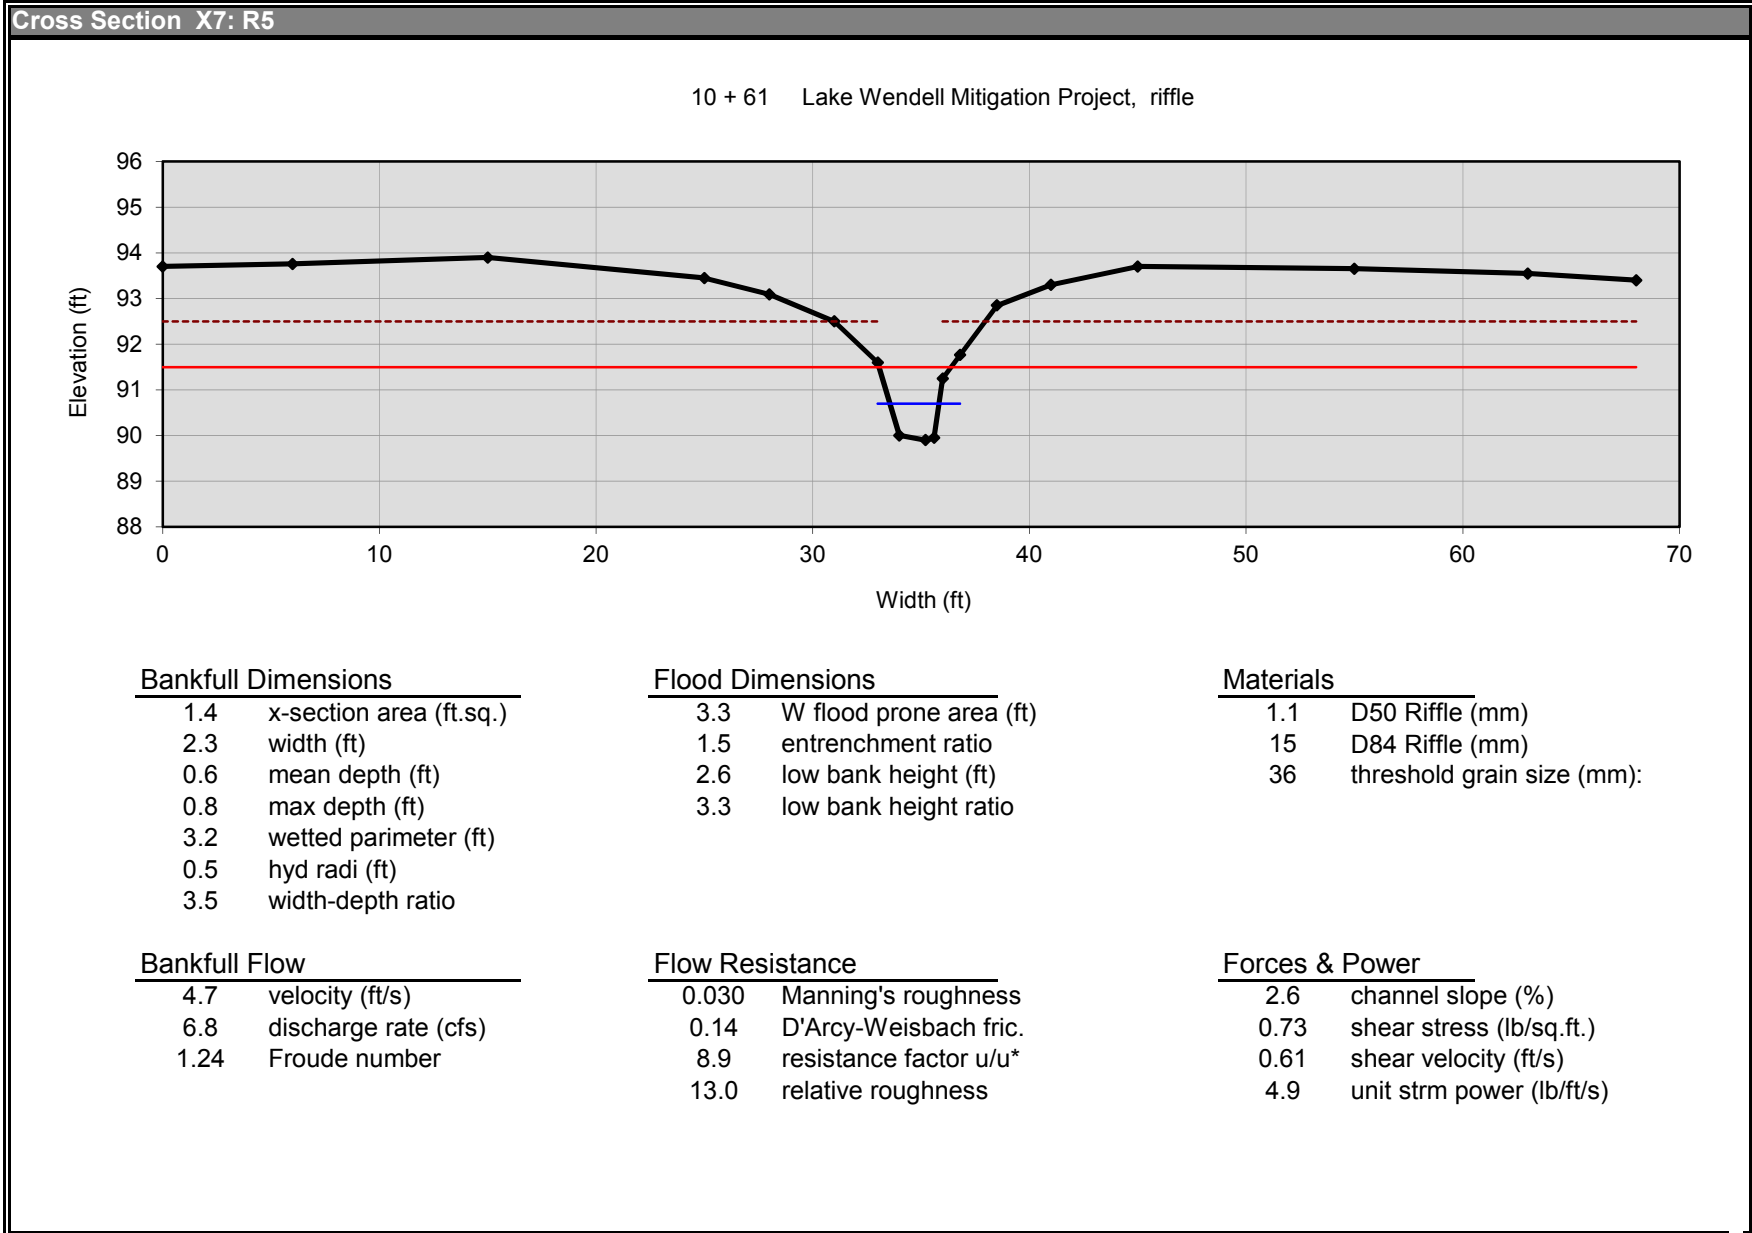 Cross Section X7: R5
10 + 61 Lake Wendell Mitigation Project, riffle
96
95
94
93
92
91
90
89
88
Elevation (ft)
0 10 20 30 40 50 60 70
Width (ft)
Bankfull Dimensions
1.4 x-section area (ft.sq.)
2.3 width (ft)
0.6 mean depth (ft)
0.8 max depth (ft)
3.2 wetted parimeter (ft)
0.5 hyd radi (ft)
3.5 width-depth ratio
Flood Dimensions
3.3 W flood prone area (ft)
1.5 entrenchment ratio
2.6 low bank height (ft)
3.3 low bank height ratio
Materials
1.1 D50 Riffle (mm)
15 D84 Riffle (mm)
36 threshold grain size (mm):
Bankfull Flow
4.7 velocity (ft/s)
6.8 discharge rate (cfs)
1.24 Froude number
Flow Resistance
0.030 Manning's roughness
0.14 D'Arcy-Weisbach fric.
8.9 resistance factor u/u*
13.0 relative roughness
Forces & Power
2.6 channel slope (%)
0.73 shear stress (lb/sq.ft.)
0.61 shear velocity (ft/s)
4.9 unit strm power (lb/ft/s)